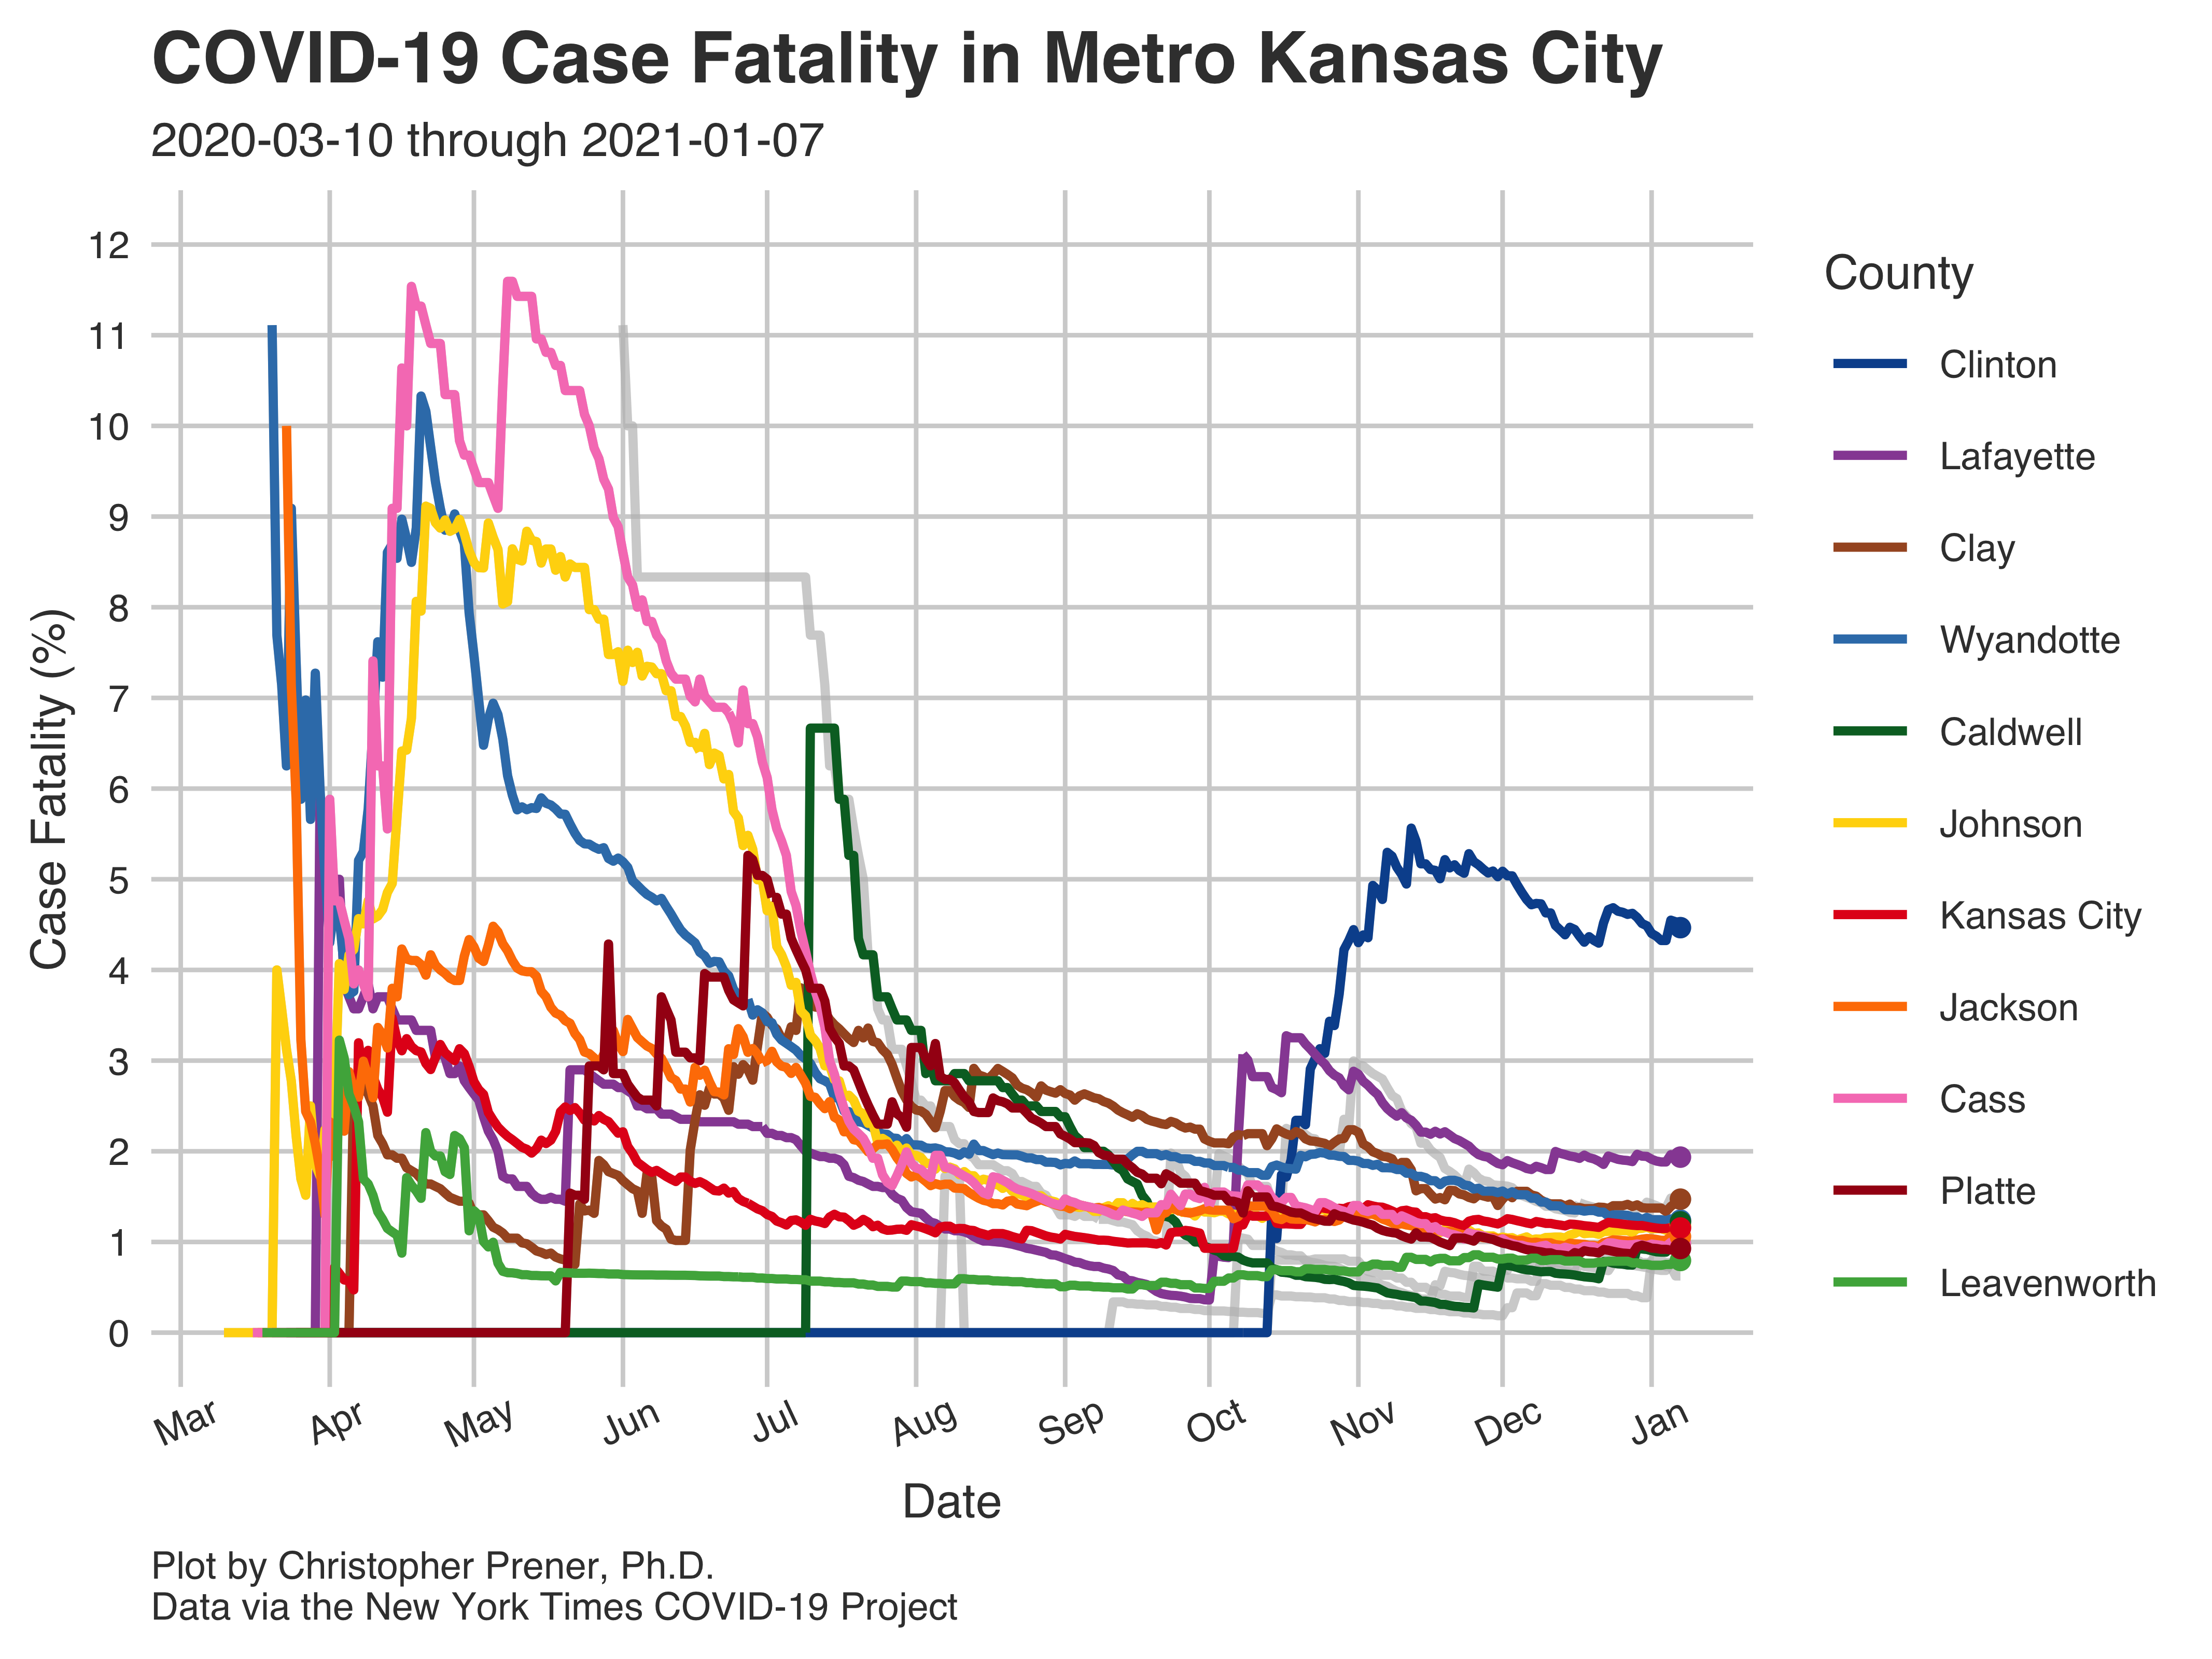 COVID-19 Case Fatality in Metro Kansas City
2020-03-10 through 2021-01-07
Case Fatality (%)
12
11
10
9
8
7
6
5
4
3
2
1
0
Mar
Apr
May
Jun
Jul
Aug
Sep
Oct
Nov
Dec
Jan
Date
County
Clinton
Lafayette
Clay
Wyandotte
Caldwell
Johnson
Kansas City
Jackson
Cass
Platte
Leavenworth
Plot by Christopher Prener, Ph.D.
Data via the New York Times COVID-19 Project